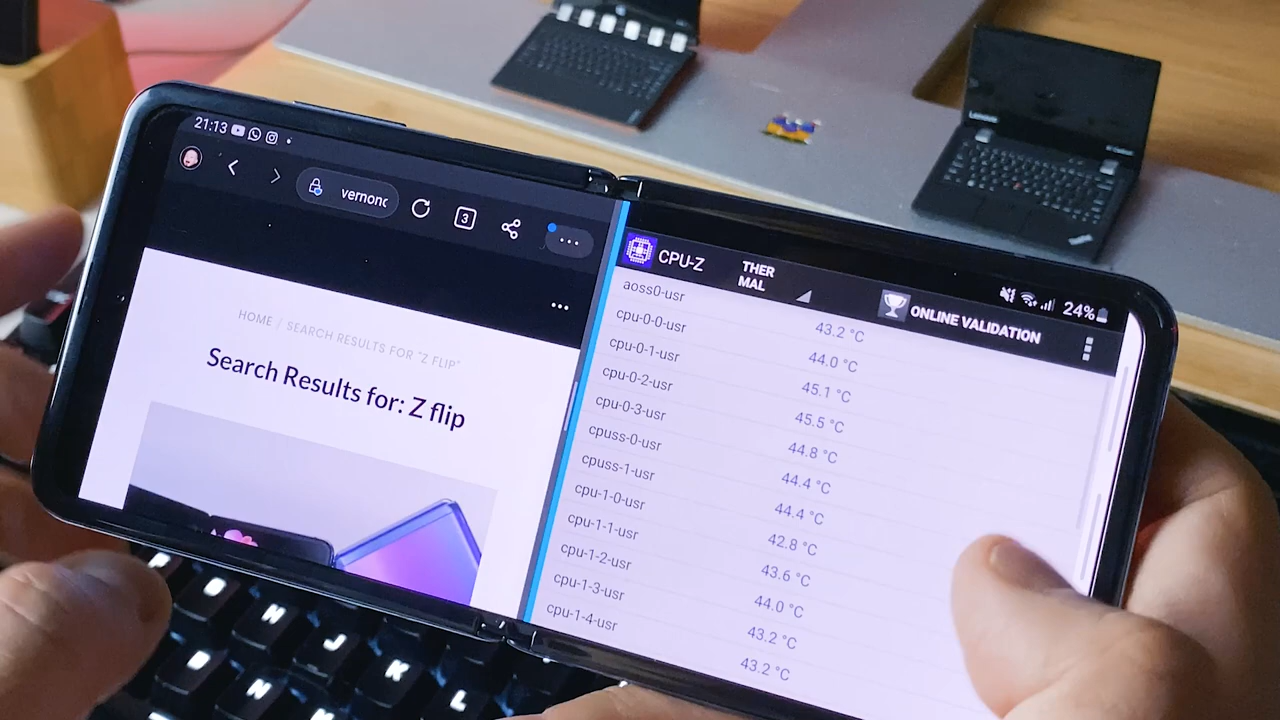 21:13
vernonc
3
HOME / SEARCH RESULTS FOR "Z FLIP"
Search Results for: Z flip
24%
CPU-Z
THER
MAL
ONLINE VALIDATION
aoss0-usr 43.2 °C
cpu-0-0-usr 44.0 °C
cpu-0-1-usr 45.1 °C
cpu-0-2-usr 45.5 °C
cpu-0-3-usr 44.8 °C
cpuss-0-usr 44.4 °C
cpuss-1-usr 44.4 °C
cpu-1-0-usr 42.8 °C
cpu-1-1-usr 43.6 °C
cpu-1-2-usr 44.0 °C
cpu-1-3-usr 43.2 °C
cpu-1-4-usr 43.2 °C
Lenovo
H
J
K
L
N
M